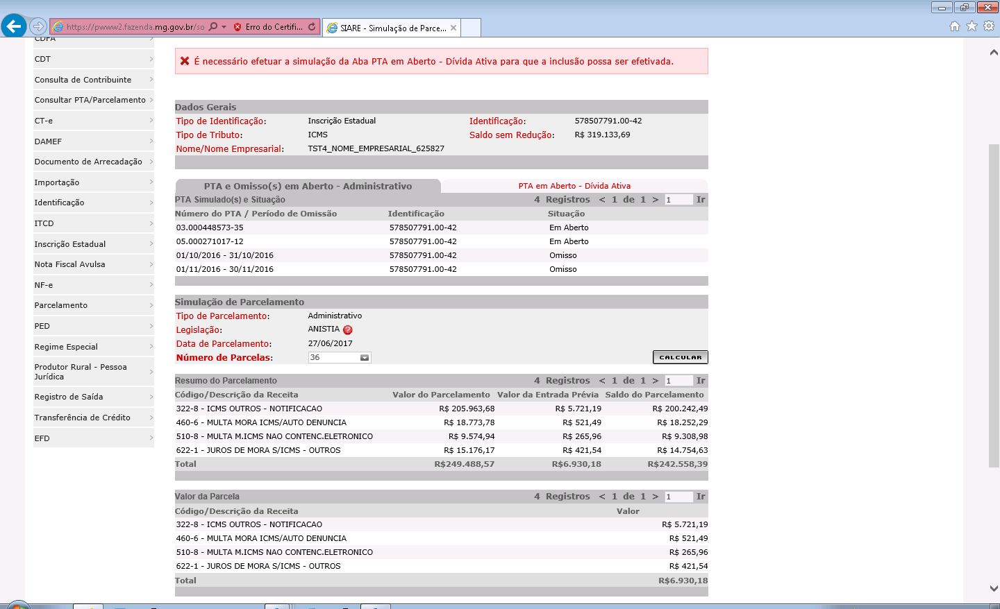 https://pwww2.fazenda.mg.gov.br/so
Erro do Certifi...
SIARE - Simulação de Parce...
CDFA
CDT
Consulta de Contribuinte
Consultar PTA/Parcelamento
CT-e
DAMEF
Documento de Arrecadação
Importação
Identificação
ITCD
Inscrição Estadual
Nota Fiscal Avulsa
NF-e
Parcelamento
PED
Regime Especial
Produtor Rural - Pessoa
Jurídica
Registro de Saída
Transferência de Crédito
EFD
É necessário efetuar a simulação da Aba PTA em Aberto - Dívida Ativa para que a inclusão possa ser efetivada.
Dados Gerais
Tipo de Identificação: Inscrição Estadual Identificação: 578507791.00-42
Tipo de Tributo: ICMS Saldo sem Redução: R$ 319.133,69
Nome/Nome Empresarial: TST4_NOME_EMPRESARIAL_625827
PTA e Omisso(s) em Aberto - Administrativo PTA em Aberto - Dívida Ativa
PTA Simulado(s) e Situação 4 Registros < 1 de 1 > 1 Ir
Número do PTA / Período de Omissão Identificação Situação
03.000448573-35 578507791.00-42 Em Aberto
05.000271017-12 578507791.00-42 Em Aberto
01/10/2016 - 31/10/2016 578507791.00-42 Omisso
01/11/2016 - 30/11/2016 578507791.00-42 Omisso
Simulação de Parcelamento
Tipo de Parcelamento: Administrativo
Legislação: ANISTIA ?
Data de Parcelamento: 27/06/2017
Número de Parcelas: 36 CALCULAR
Resumo do Parcelamento 4 Registros < 1 de 1 > 1 Ir
Código/Descrição da Receita Valor do Parcelamento Valor da Entrada Prévia Saldo do Parcelamento
322-8 - ICMS OUTROS - NOTIFICACAO R$ 205.963,68 R$ 5.721,19 R$ 200.242,49
460-6 - MULTA MORA ICMS/AUTO DENUNCIA R$ 18.773,78 R$ 521,49 R$ 18.252,29
510-8 - MULTA M.ICMS NAO CONTENC.ELETRONICO R$ 9.574,94 R$ 265,96 R$ 9.308,98
622-1 - JUROS DE MORA S/ICMS - OUTROS R$ 15.176,17 R$ 421,54 R$ 14.754,63
Total R$249.488,57 R$6.930,18 R$242.558,39
Valor da Parcela 4 Registros < 1 de 1 > 1 Ir
Código/Descrição da Receita Valor
322-8 - ICMS OUTROS - NOTIFICACAO R$ 5.721,19
460-6 - MULTA MORA ICMS/AUTO DENUNCIA R$ 521,49
510-8 - MULTA M.ICMS NAO CONTENC.ELETRONICO R$ 265,96
622-1 - JUROS DE MORA S/ICMS - OUTROS R$ 421,54
Total R$6.930,18